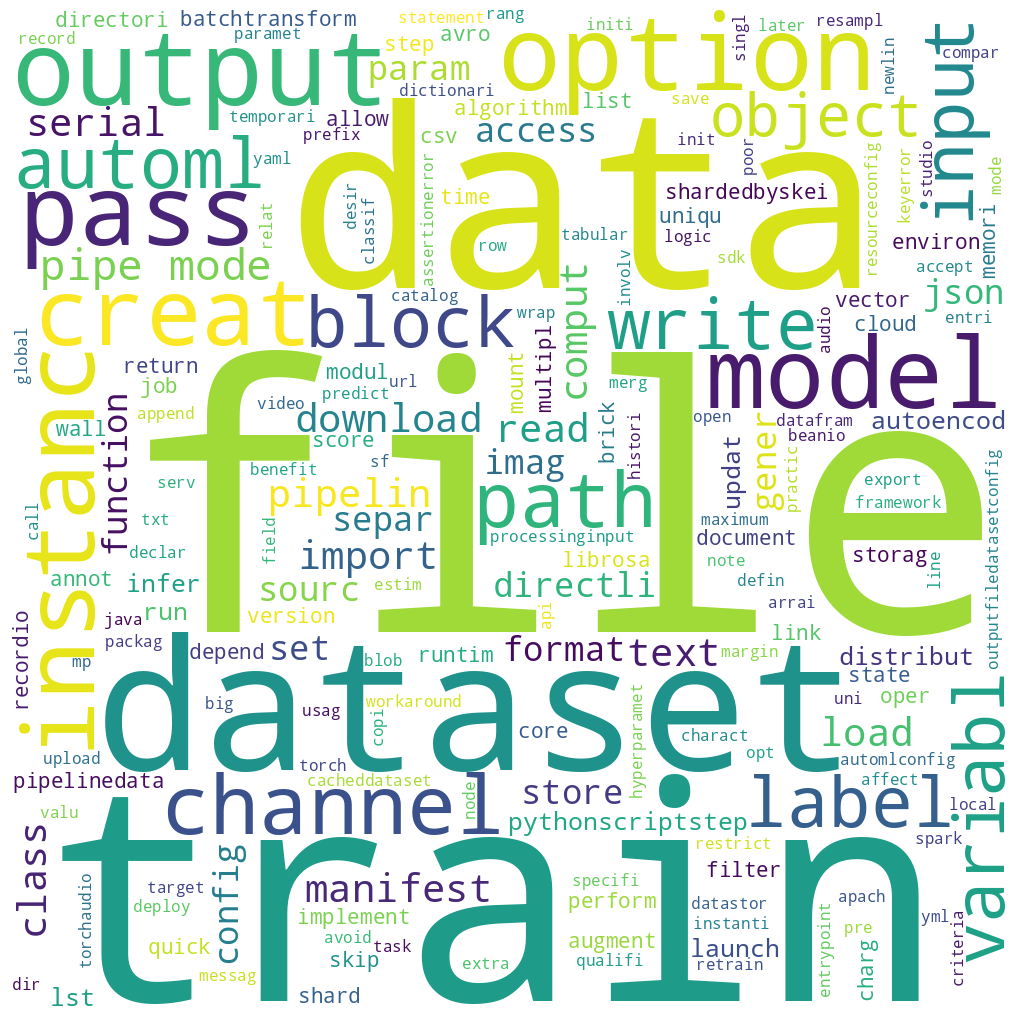 directori
batchtransform
statement
rang
initi
singl
later
resampl
record
paramet
step
avro
newlin
compar
output
param
option
input
dictionari
temporari
allow
algorithm
list
save
object
serial
prefix
csv
access
init
poor
automl
yaml
data
studio
mode
keyerror
resourceconfig
pass
relat
desir
classif
assertionerror
time
shardedbyskei
uniqu
logic
row
tabular
sdk
environ
memori
pipe mode
involv
accept
creat
block
catalog
wrap
comput
write
vector
json
audio
cloud
entri
global
instanc
return
modul
url
mount
multipl
merg
model
job
predict
append
video
download
read
histori
open
datafram
autoencod
wall
function
score
brick
beanio
benefit
sf
imag
updat
gener
practic
export
serv
pipelin
path
framework
call
txt
field
separ
maximum
declar
processinginput
document
storag
line
outputfiledatasetconfig
file
import
librosa
note
annot
infer
sourc
estim
directli
defin
run
version
api
arrai
java
link
recordio
packag
depend
set
format
text
margin
distribut
mp
blob
runtim
state
variabl
big
usag
workaround
copi
core
hyperparamet
charact
uni
oper
dataset
opt
load
upload
torch
automlconfig
pipelinedata
cacheddataset
affect
valu
channel
node
store
label
local
pythonscriptstep
spark
class
config
restrict
train
torchaudio
target
manifest
specifi
filter
deploy
implement
perform
datastor
apach
instanti
yml
avoid
augment
entrypoint
pre
criteria
quick
skip
task
launch
charg
messag
extra
qualifi
retrain
dir
lst
shard